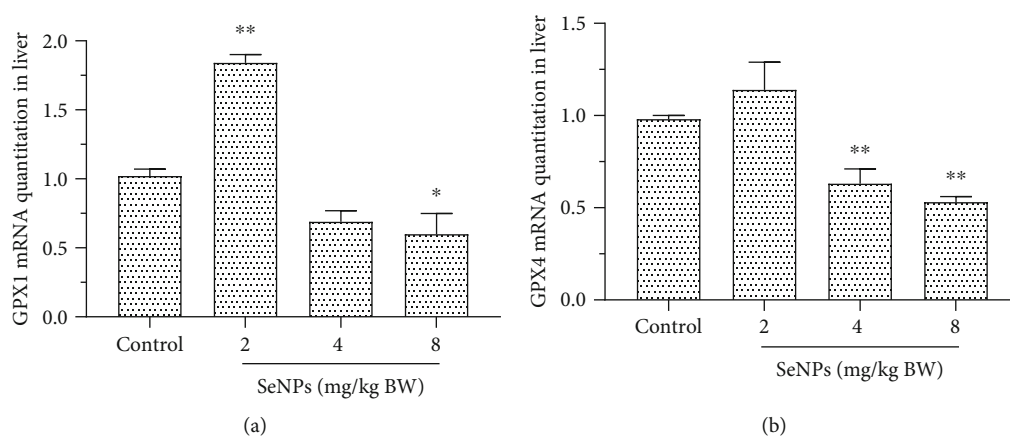 GPX1 mRNA quantitation in liver
2.0
1.5
1.0
0.5
0.0
**
*
Control
2
4
8
SeNPs (mg/kg BW)
(a)
GPX4 mRNA quantitation in liver
1.5
1.0
0.5
0.0
**
**
Control
2
4
8
SeNPs (mg/kg BW)
(b)